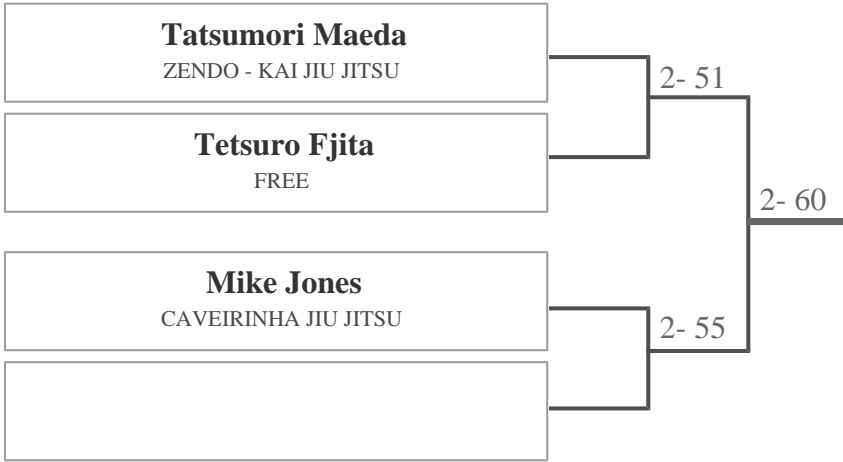 Tatsumori Maeda
ZENDO - KAI JIU JITSU
2- 51
Tetsuro Fjita
FREE
2- 60
Mike Jones
CAVEIRINHA JIU JITSU
2- 55